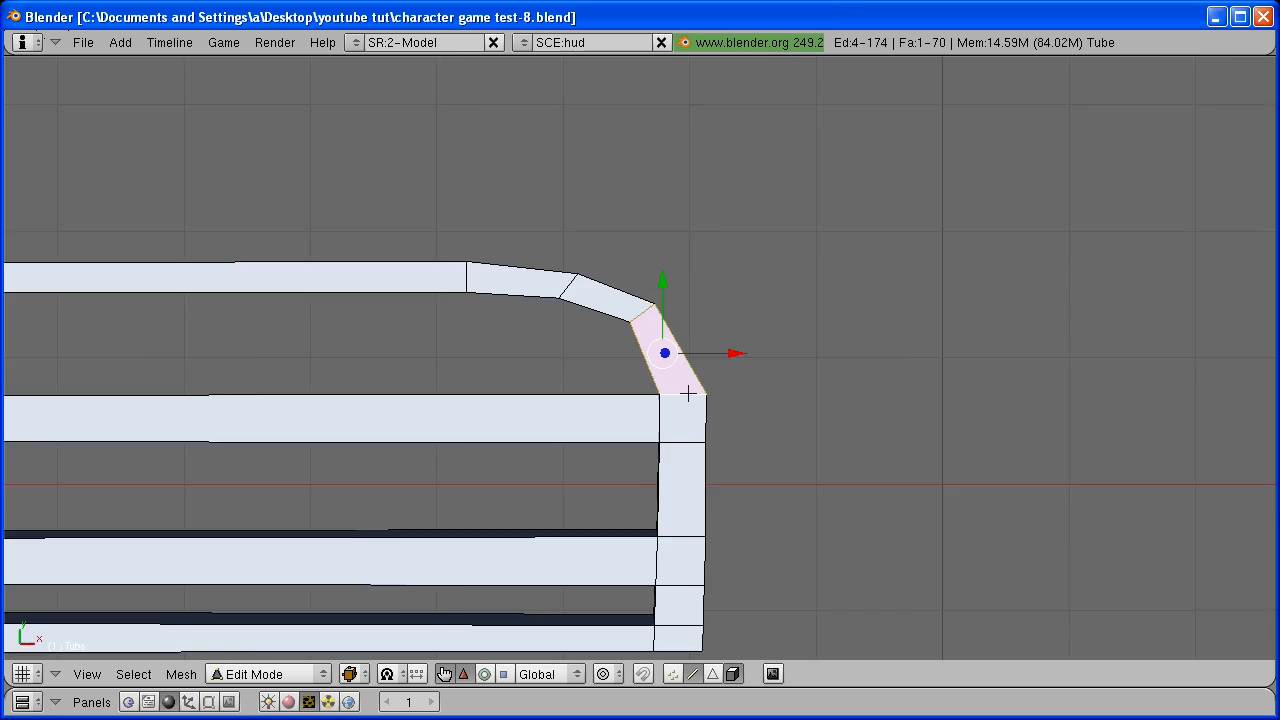 Blender [C:\Documents and Settings\a\Desktop\youtube tut\character game test-8.blend]
File Add Timeline Game Render Help SR:2-Model SCE:hud www.blender.org 249.2 Ed:4-174 | Fa:1-70 | Mem:14.59M (84.02M) Tube
y
x
(1) Tube
View Select Mesh Edit Mode Global
Panels 1